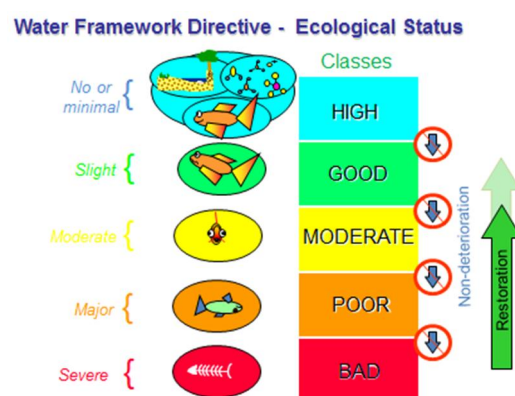 Water Framework Directive - Ecological Status
Classes
No or
minimal
HIGH
Slight
GOOD
Moderate
MODERATE
Major
POOR
Severe
BAD
Non-deterioration
Restoration